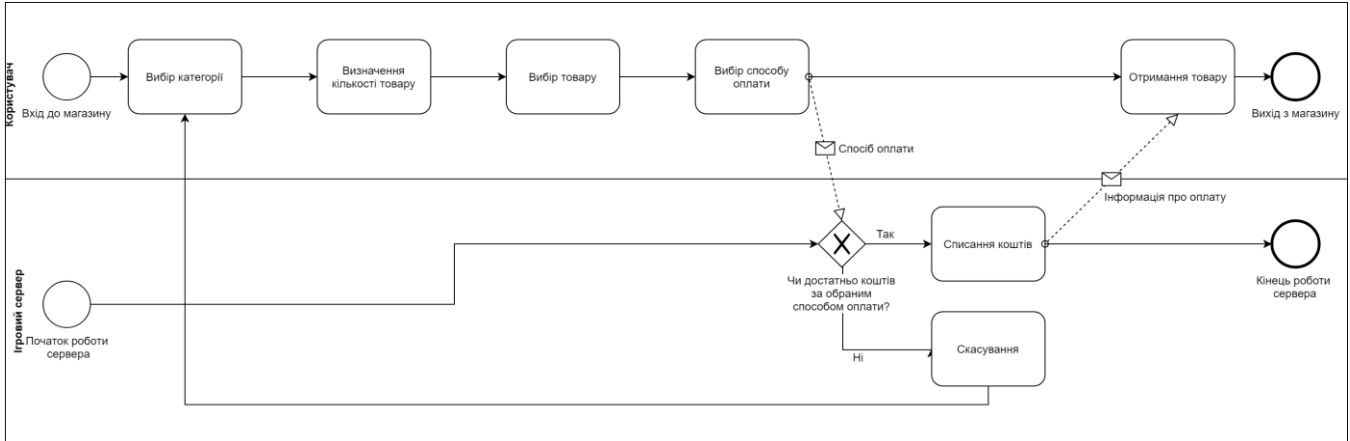 Користувач
Вхід до магазину
Вибір категорії
Визначення
кількості товару
Вибір товару
Вибір способу
оплати
Отримання товару
Вихід з магазину
Спосіб оплати
Інформація про оплату
Ігровий сервер
Початок роботи
сервера
Чи достатньо коштів
за обраним
способом оплати?
Так
Списання коштів
Кінець роботи
сервера
Ні
Скасування